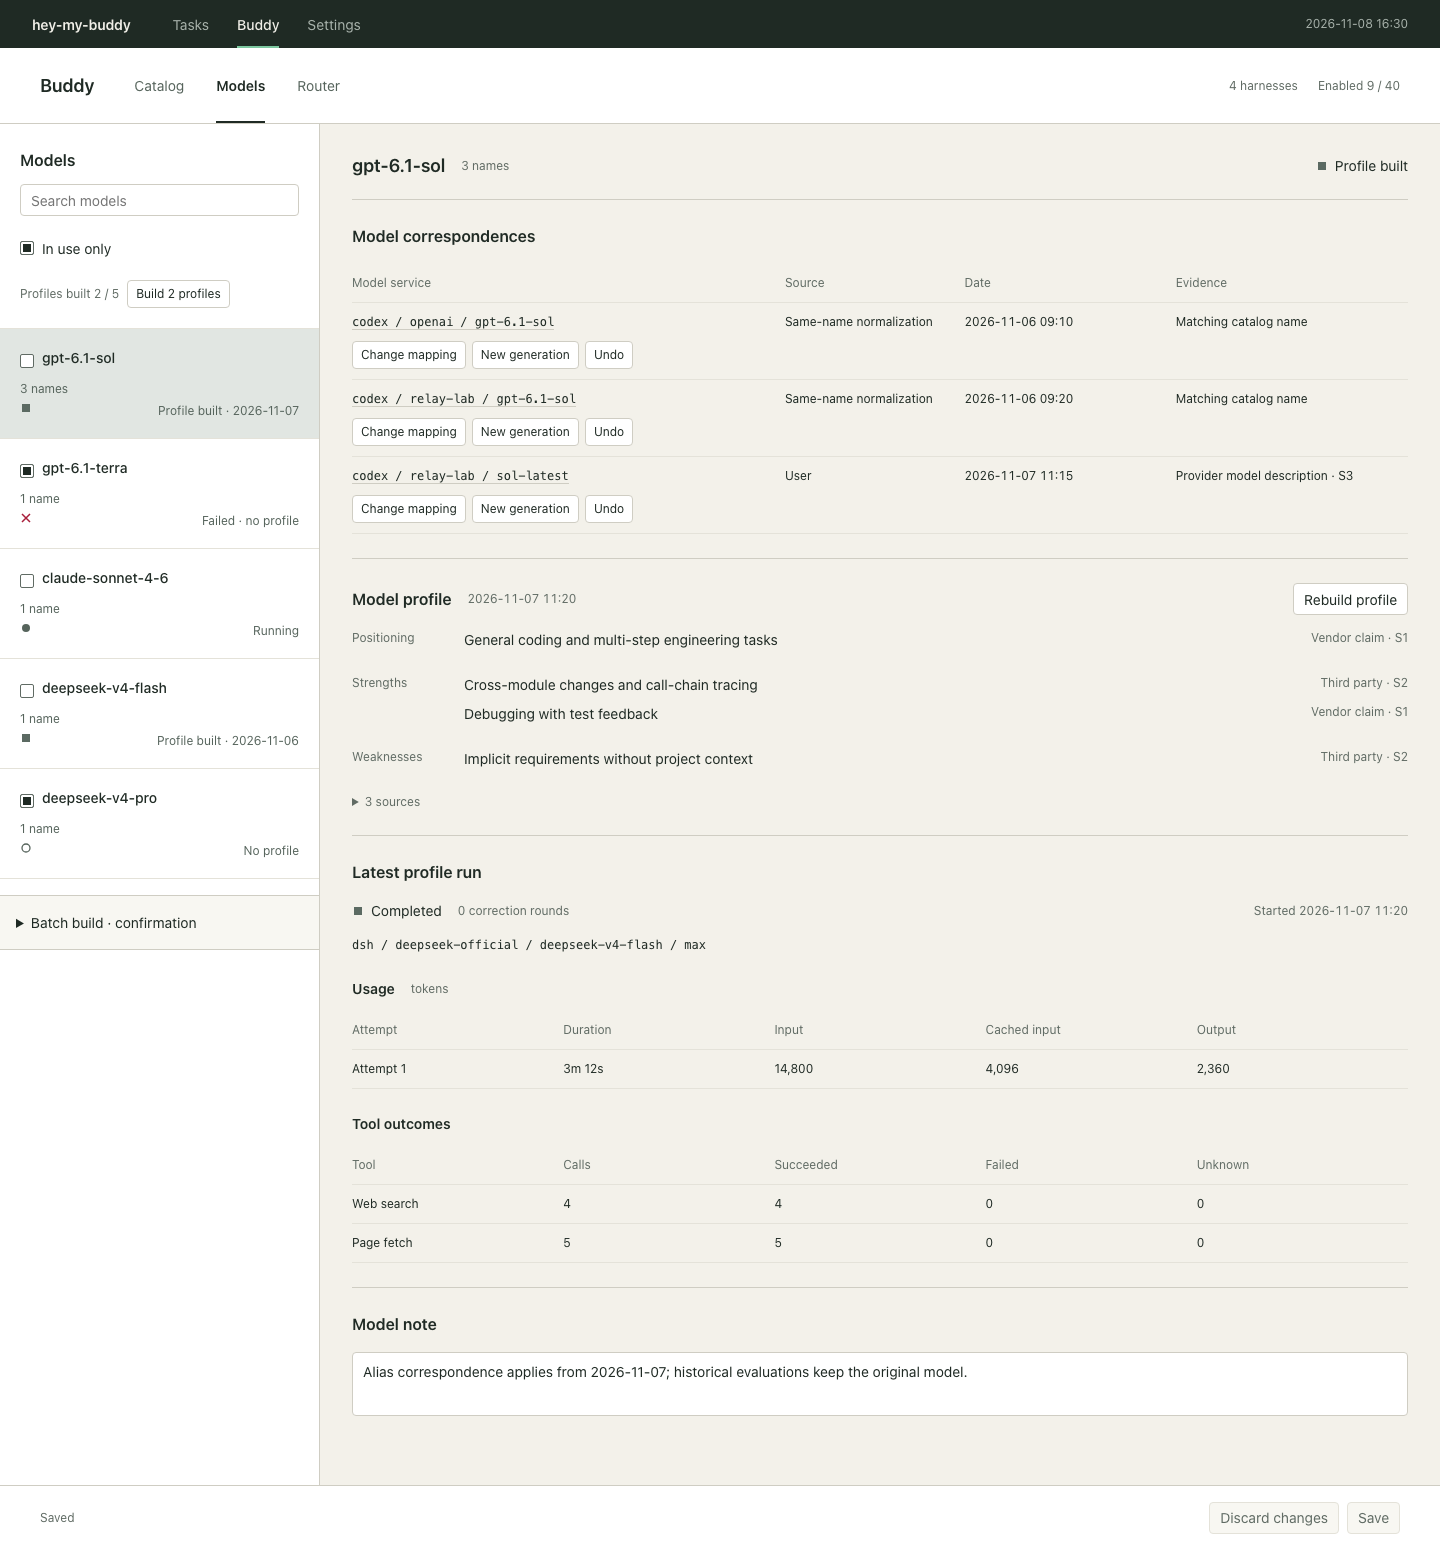 hey-my-buddy Tasks Buddy Settings 2026-11-08 16:30
Buddy Catalog Models Router 4 harnesses Enabled 9 / 40
Models
Search models
In use only
Profiles built 2 / 5 Build 2 profiles
gpt-6.1-sol
3 names
Profile built · 2026-11-07
gpt-6.1-terra
1 name
Failed · no profile
claude-sonnet-4-6
1 name
Running
deepseek-v4-flash
1 name
Profile built · 2026-11-06
deepseek-v4-pro
1 name
No profile
Batch build · confirmation
gpt-6.1-sol 3 names Profile built
Model correspondences
Model service Source Date Evidence
codex / openai / gpt-6.1-sol Same-name normalization 2026-11-06 09:10 Matching catalog name
Change mapping New generation Undo
codex / relay-lab / gpt-6.1-sol Same-name normalization 2026-11-06 09:20 Matching catalog name
Change mapping New generation Undo
codex / relay-lab / sol-latest User 2026-11-07 11:15 Provider model description · S3
Change mapping New generation Undo
Model profile 2026-11-07 11:20 Rebuild profile
Positioning General coding and multi-step engineering tasks Vendor claim · S1
Strengths Cross-module changes and call-chain tracing Third party · S2
Debugging with test feedback Vendor claim · S1
Weaknesses Implicit requirements without project context Third party · S2
3 sources
Latest profile run
Completed 0 correction rounds Started 2026-11-07 11:20
dsh / deepseek-official / deepseek-v4-flash / max
Usage tokens
Attempt Duration Input Cached input Output
Attempt 1 3m 12s 14,800 4,096 2,360
Tool outcomes
Tool Calls Succeeded Failed Unknown
Web search 4 4 0 0
Page fetch 5 5 0 0
Model note
Alias correspondence applies from 2026-11-07; historical evaluations keep the original model.
Saved Discard changes Save